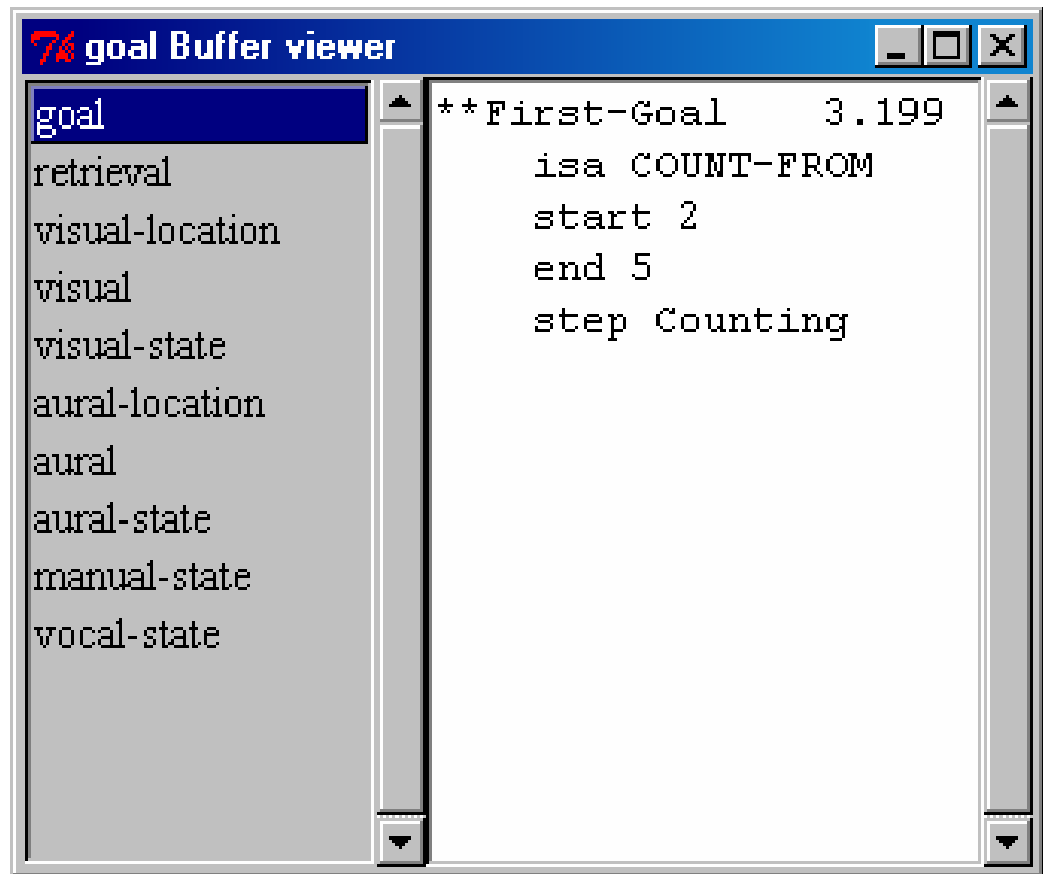 goal Buffer viewer
goal
retrieval
visual-location
visual
visual-state
aural-location
aural
aural-state
manual-state
vocal-state
**First-Goal 3.199
isa COUNT-FROM
start 2
end 5
step Counting